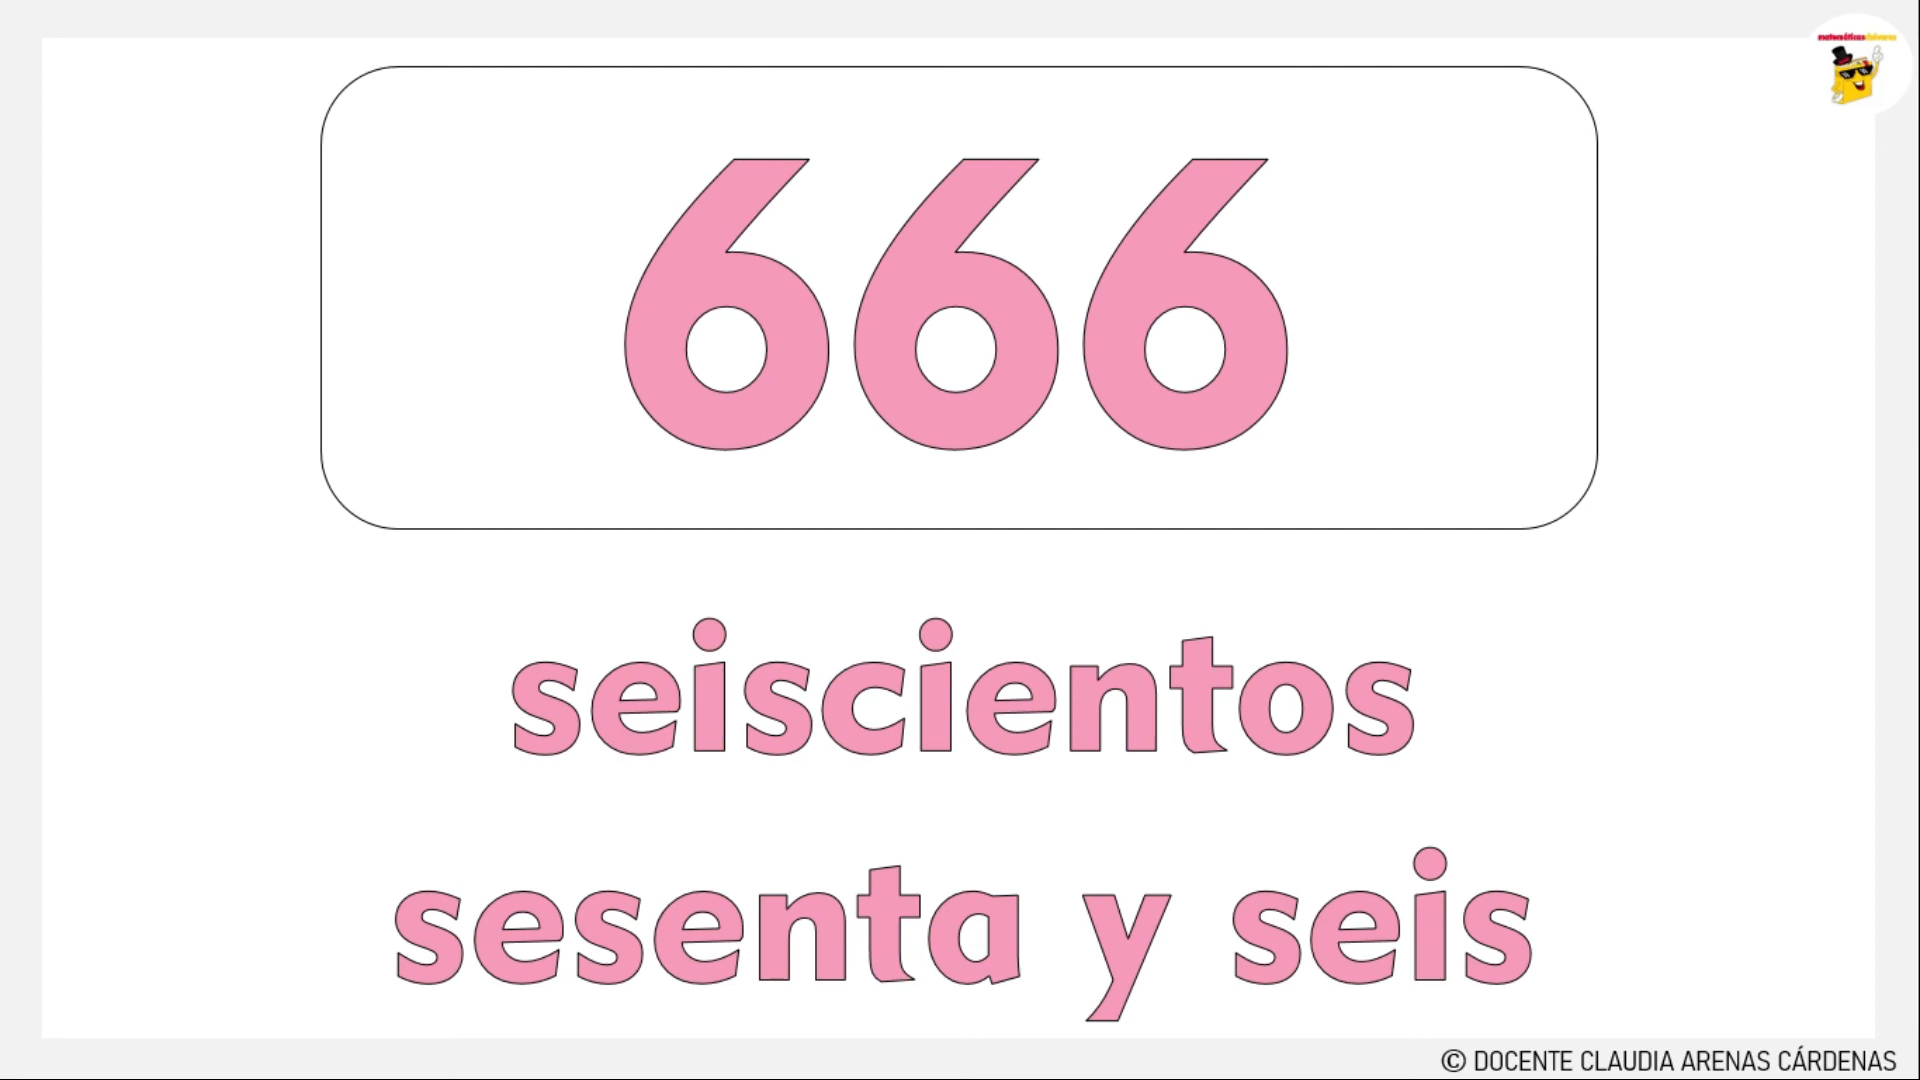 666
seiscientos
sesenta y seis
© DOCENTE CLAUDIA ARENAS CÁRDENAS